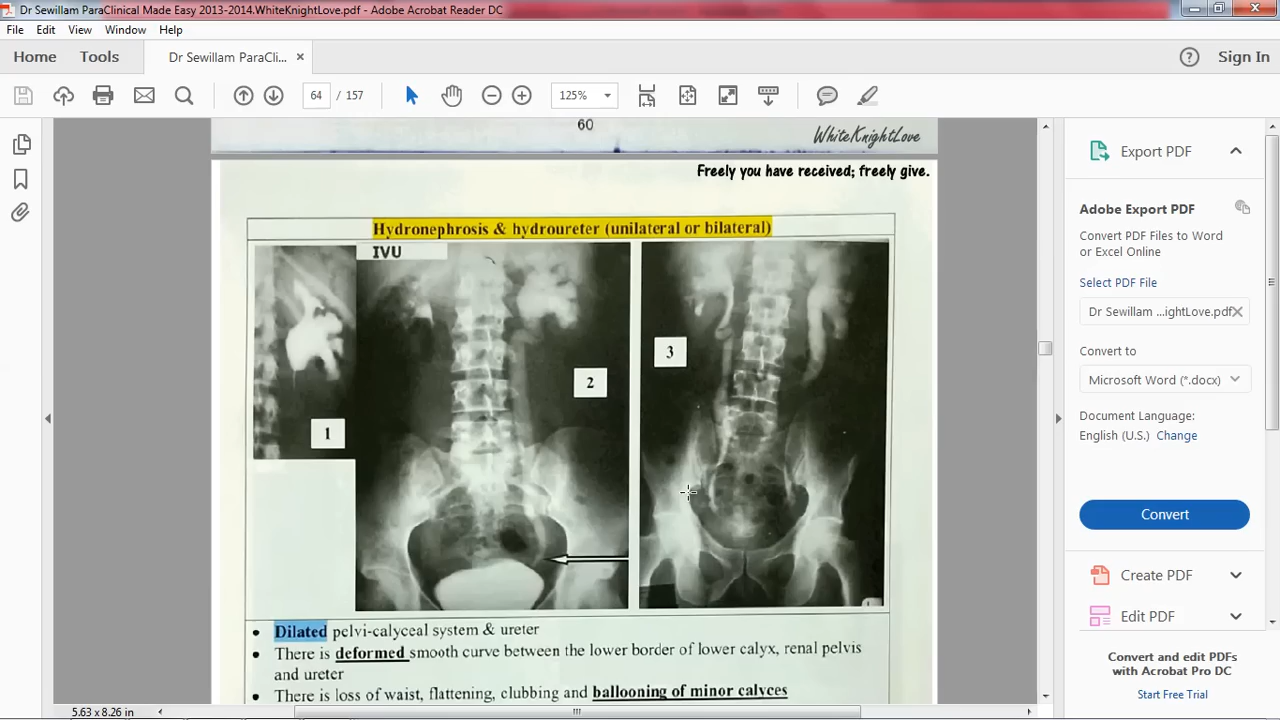 Dr Sewillam ParaClinical Made Easy 2013-2014.WhiteKnightLove.pdf - Adobe Acrobat Reader DC
File Edit View Window Help
Home Tools Dr Sewillam ParaCli... × Sign In
64 / 157 125%
60
WhiteKnightLove
Freely you have received; freely give.
Hydronephrosis & hydroureter (unilateral or bilateral)
IVU
1
2
3
• Dilated pelvi-calyceal system & ureter
• There is deformed smooth curve between the lower border of lower calyx, renal pelvis
and ureter
• There is loss of waist, flattening, clubbing and ballooning of minor calyces
5.63 x 8.26 in
Export PDF
Adobe Export PDF
Convert PDF Files to Word
or Excel Online
Select PDF File
Dr Sewillam ...ightLove.pdf
Convert to
Microsoft Word (*.docx)
Document Language:
English (U.S.) Change
Convert
Create PDF
Edit PDF
Convert and edit PDFs
with Acrobat Pro DC
Start Free Trial